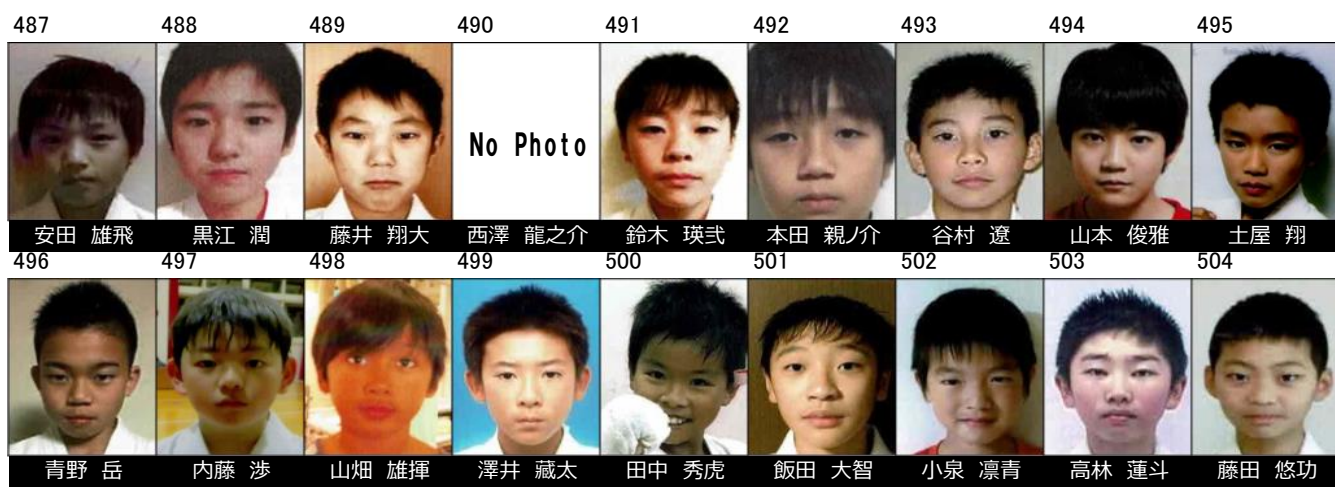 487 488 489 490 491 492 493 494 495
No Photo
安田 雄飛 黒江 潤 藤井 翔大 西澤 龍之介 鈴木 瑛弐 本田 親ノ介 谷村 遼 山本 俊雅 土屋 翔
496 497 498 499 500 501 502 503 504
青野 岳 内藤 渉 山畑 雄揮 澤井 蔵太 田中 秀虎 飯田 大智 小泉 凛青 高林 蓮斗 藤田 悠功